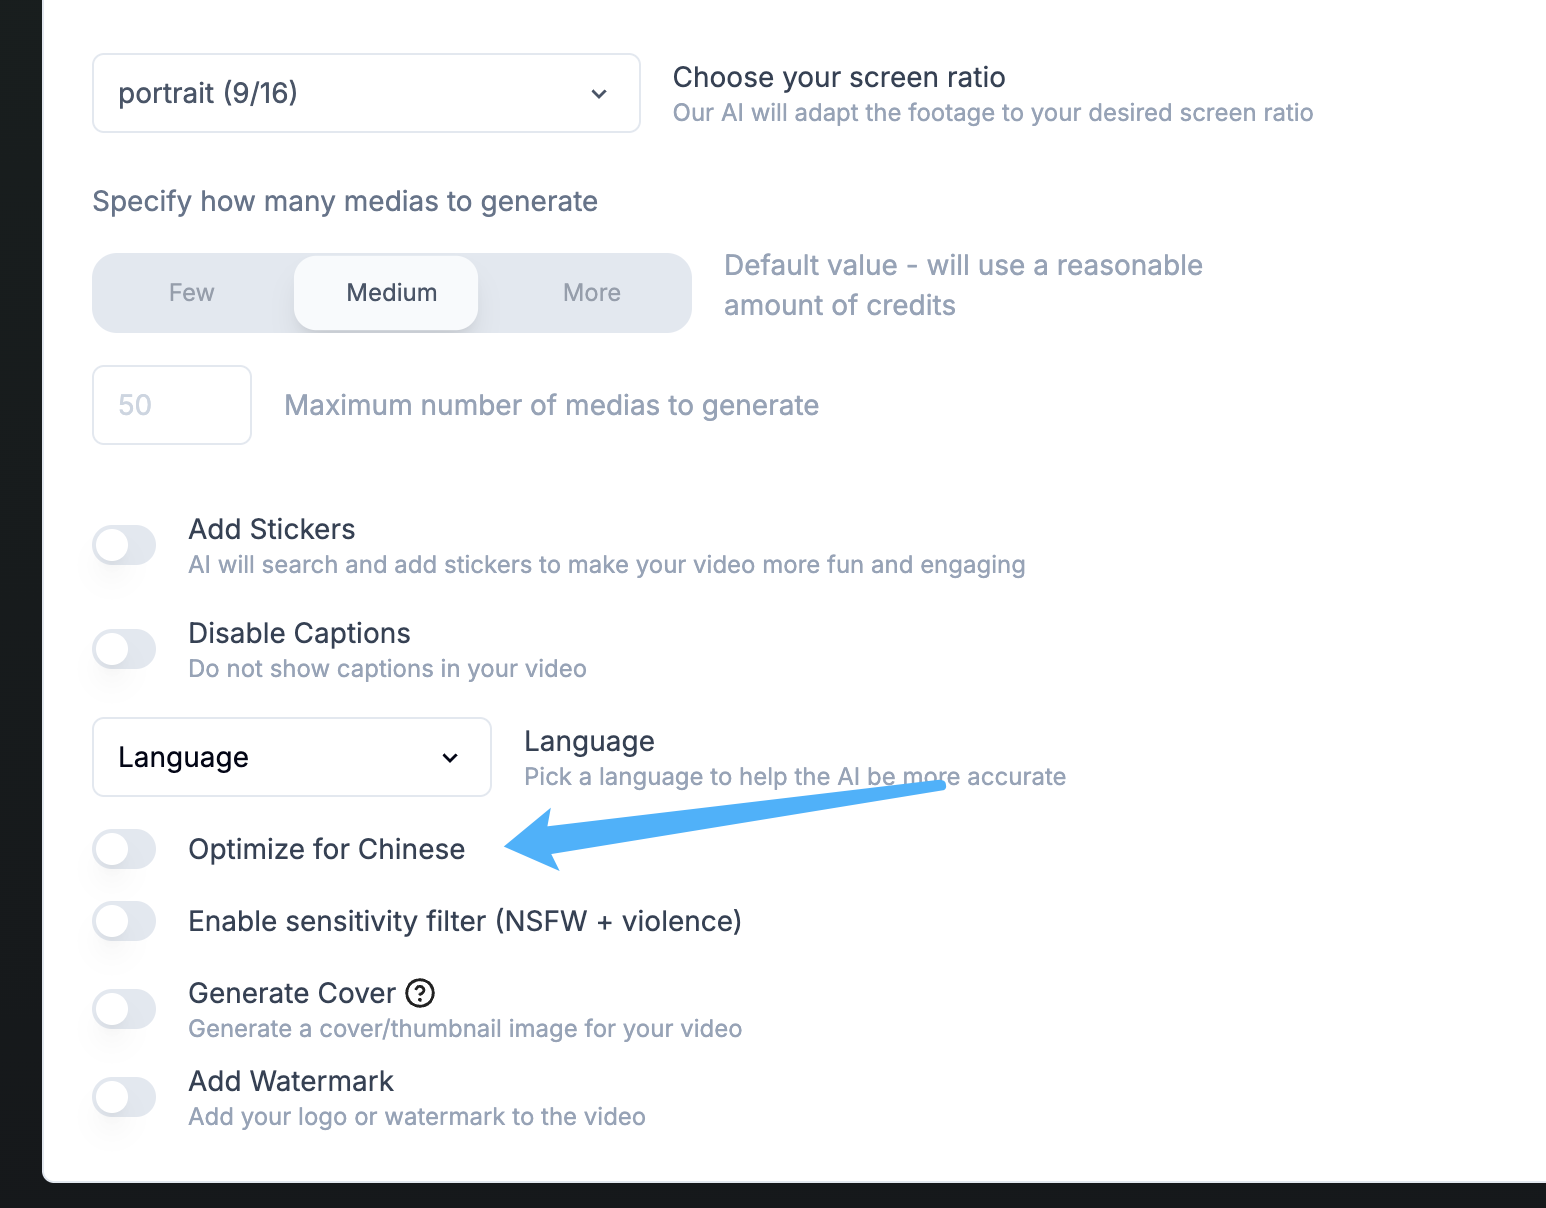 portrait (9/16)
Choose your screen ratio
Our AI will adapt the footage to your desired screen ratio
Specify how many medias to generate
Few
Medium
More
Default value - will use a reasonable
amount of credits
50
Maximum number of medias to generate
Add Stickers
AI will search and add stickers to make your video more fun and engaging
Disable Captions
Do not show captions in your video
Language
Language
Pick a language to help the AI be more accurate
Optimize for Chinese
Enable sensitivity filter (NSFW + violence)
Generate Cover ?
Generate a cover/thumbnail image for your video
Add Watermark
Add your logo or watermark to the video